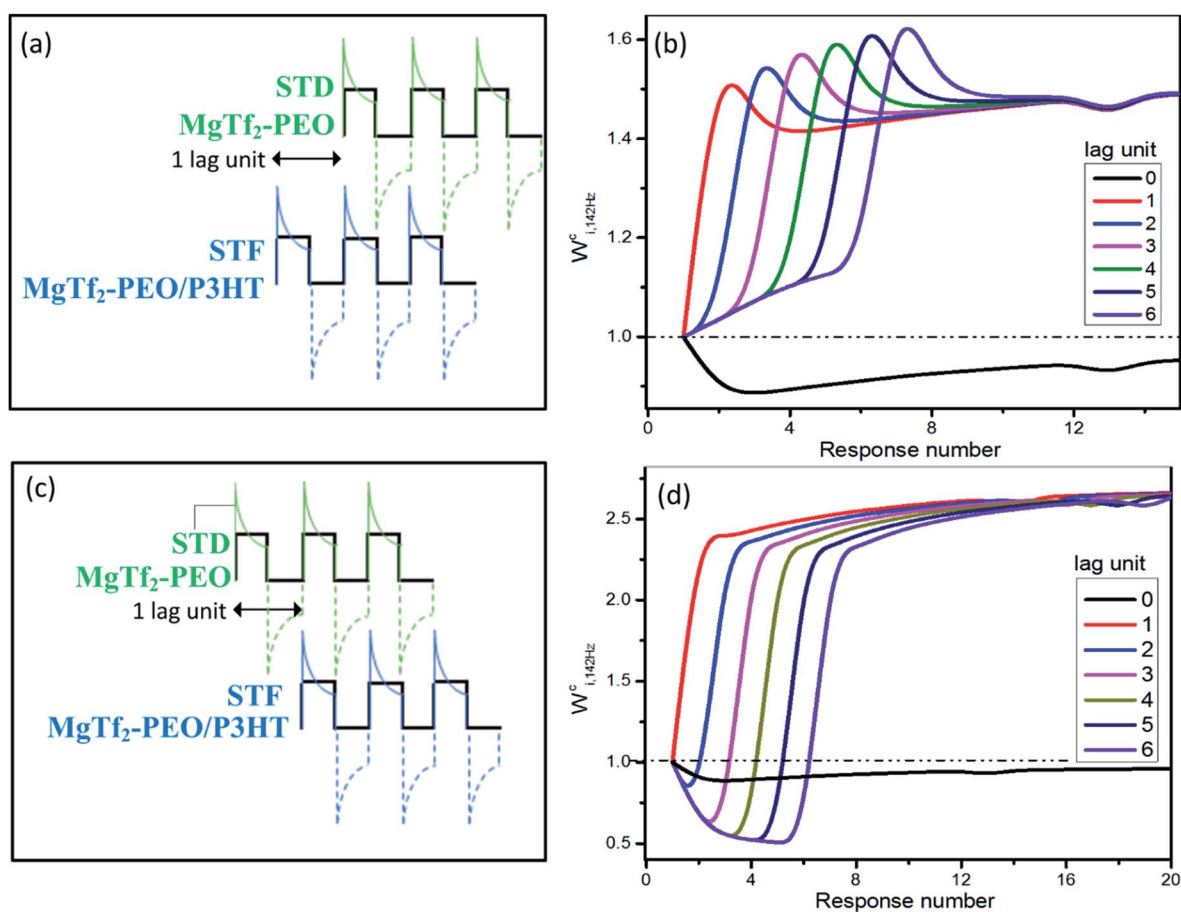 (a)
STD
MgTf₂-PEO
1 lag unit
STF
MgTf₂-PEO/P3HT
(b)
1.6
1.4
1.2
1.0
W^c_{i,142Hz}
lag unit
0
1
2
3
4
5
6
0 4 8 12
Response number
(c)
STD
MgTf₂-PEO
1 lag unit
STF
MgTf₂-PEO/P3HT
(d)
2.5
2.0
1.5
1.0
0.5
W^c_{i,142Hz}
lag unit
0
1
2
3
4
5
6
0 4 8 12 16 20
Response number